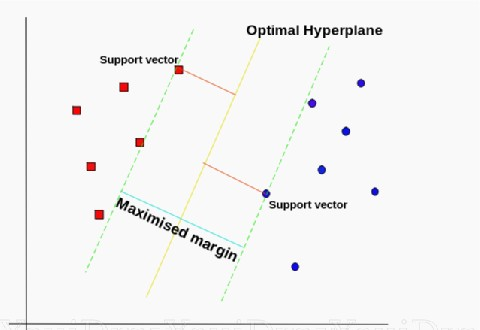 Optimal Hyperplane
Support vector
Support vector
Maximised margin